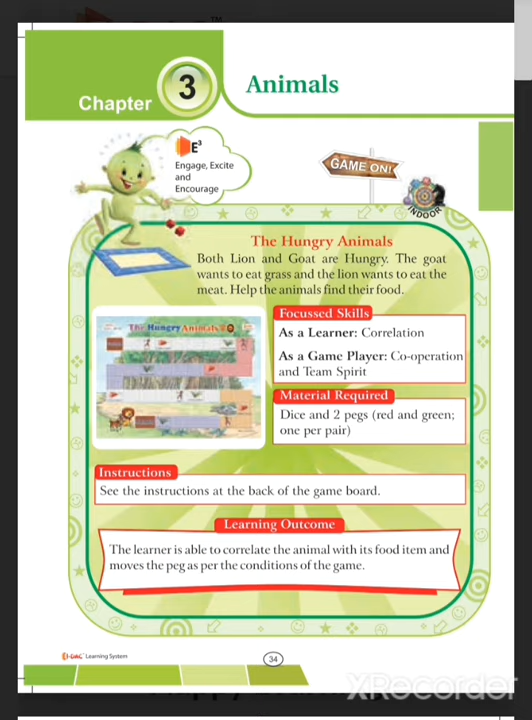 Chapter 3 Animals
E³
Engage, Excite
and
Encourage
GAME ON!
INDOOR
The Hungry Animals
Both Lion and Goat are Hungry. The goat
wants to eat grass and the lion wants to eat the
meat. Help the animals find their food.
The Hungry Animals
Focussed Skills
As a Learner: Correlation
As a Game Player: Co-operation
and Team Spirit
Material Required
Dice and 2 pegs (red and green;
one per pair)
Instructions
See the instructions at the back of the game board.
Learning Outcome
The learner is able to correlate the animal with its food item and
moves the peg as per the conditions of the game.
Learning System
34
XRecorder